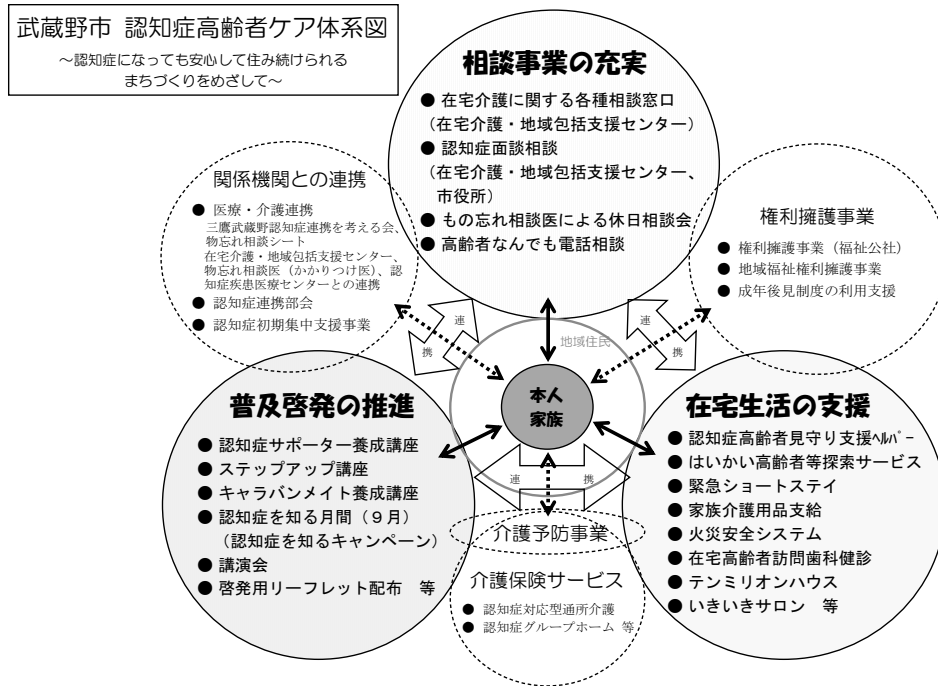 武蔵野市 認知症高齢者ケア体系図
～認知症になっても安心して住み続けられる
まちづくりをめざして～
相談事業の充実
● 在宅介護に関する各種相談窓口
（在宅介護・地域包括支援センター）
● 認知症面談相談
（在宅介護・地域包括支援センター、
市役所）
● もの忘れ相談医による休日相談会
● 高齢者なんでも電話相談
関係機関との連携
● 医療・介護連携
三鷹武蔵野認知症連携を考える会、
物忘れ相談シート
在宅介護・地域包括支援センター、
物忘れ相談医（かかりつけ医）、認
知症疾患医療センターとの連携
● 認知症連携部会
● 認知症初期集中支援事業
権利擁護事業
● 権利擁護事業（福祉公社）
● 地域福祉権利擁護事業
● 成年後見制度の利用支援
連
携
連
携
地域住民
本人
家族
連 携
普及啓発の推進
● 認知症サポーター養成講座
● ステップアップ講座
● キャラバンメイト養成講座
● 認知症を知る月間（９月）
（認知症を知るキャンペーン）
● 講演会
● 啓発用リーフレット配布 等
在宅生活の支援
● 認知症高齢者見守り支援ﾍﾙﾊﾟｰ
● はいかい高齢者等探索サービス
● 緊急ショートステイ
● 家族介護用品支給
● 火災安全システム
● 在宅高齢者訪問歯科健診
● テンミリオンハウス
● いきいきサロン 等
介護予防事業
介護保険サービス
● 認知症対応型通所介護
● 認知症グループホーム 等